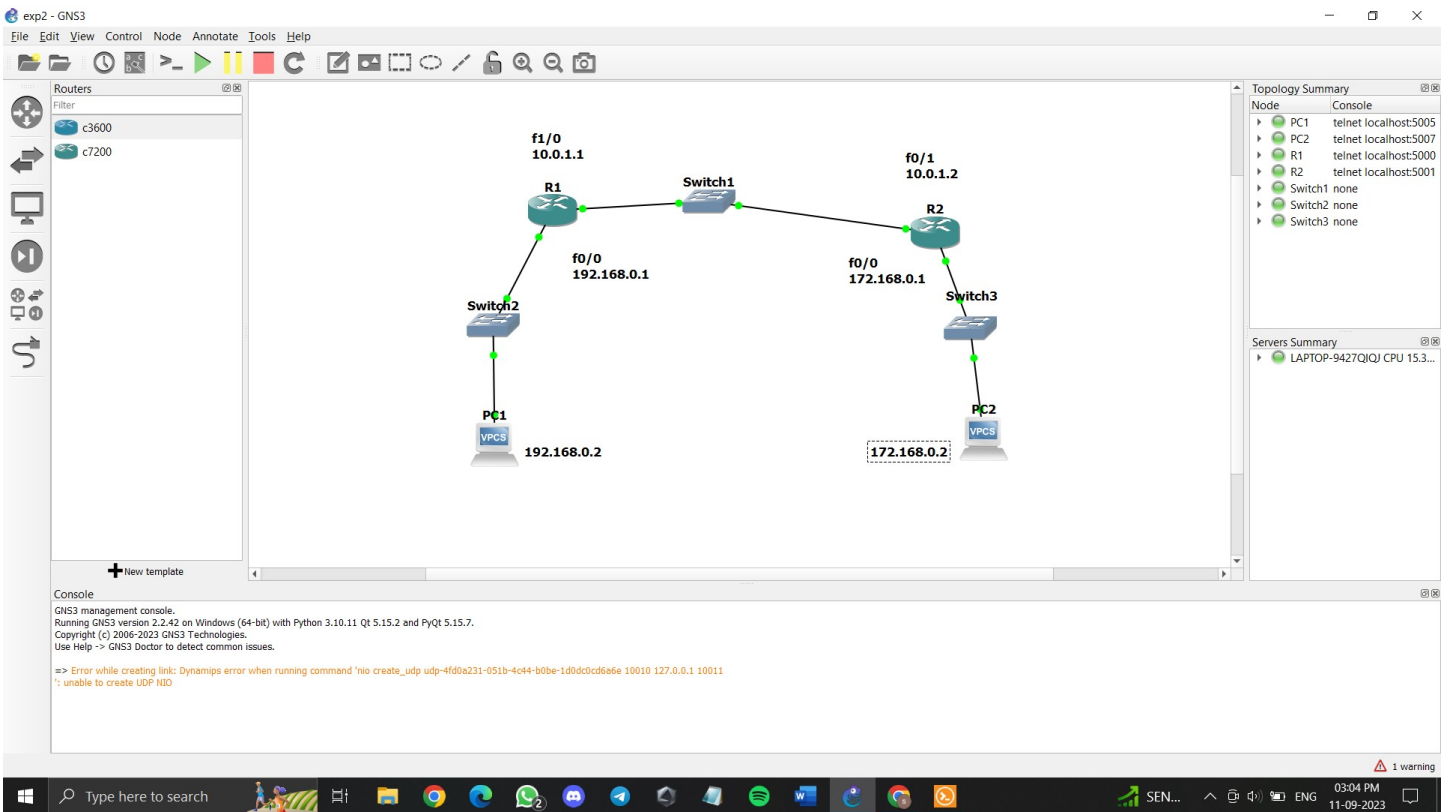 exp2 - GNS3
File Edit View Control Node Annotate Tools Help
Routers
Filter
c3600
c7200
New template
f1/0
10.0.1.1
R1
Switch1
f0/1
10.0.1.2
R2
f0/0
192.168.0.1
f0/0
172.168.0.1
Switch2
Switch3
PC1
VPCS
192.168.0.2
PC2
VPCS
172.168.0.2
Topology Summary
Node Console
PC1 telnet localhost:5005
PC2 telnet localhost:5007
R1 telnet localhost:5000
R2 telnet localhost:5001
Switch1 none
Switch2 none
Switch3 none
Servers Summary
LAPTOP-9427QIQJ CPU 15.3...
Console
GNS3 management console.
Running GNS3 version 2.2.42 on Windows (64-bit) with Python 3.10.11 Qt 5.15.2 and PyQt 5.15.7.
Copyright (c) 2006-2023 GNS3 Technologies.
Use Help -> GNS3 Doctor to detect common issues.
=> Error while creating link: Dynamips error when running command 'nio create_udp udp-4fd0a231-051b-4c44-b0be-1d0dc0cd6a6e 10010 127.0.0.1 10011
': unable to create UDP NIO
1 warning
Type here to search
2
SEN...
ENG
03:04 PM
11-09-2023